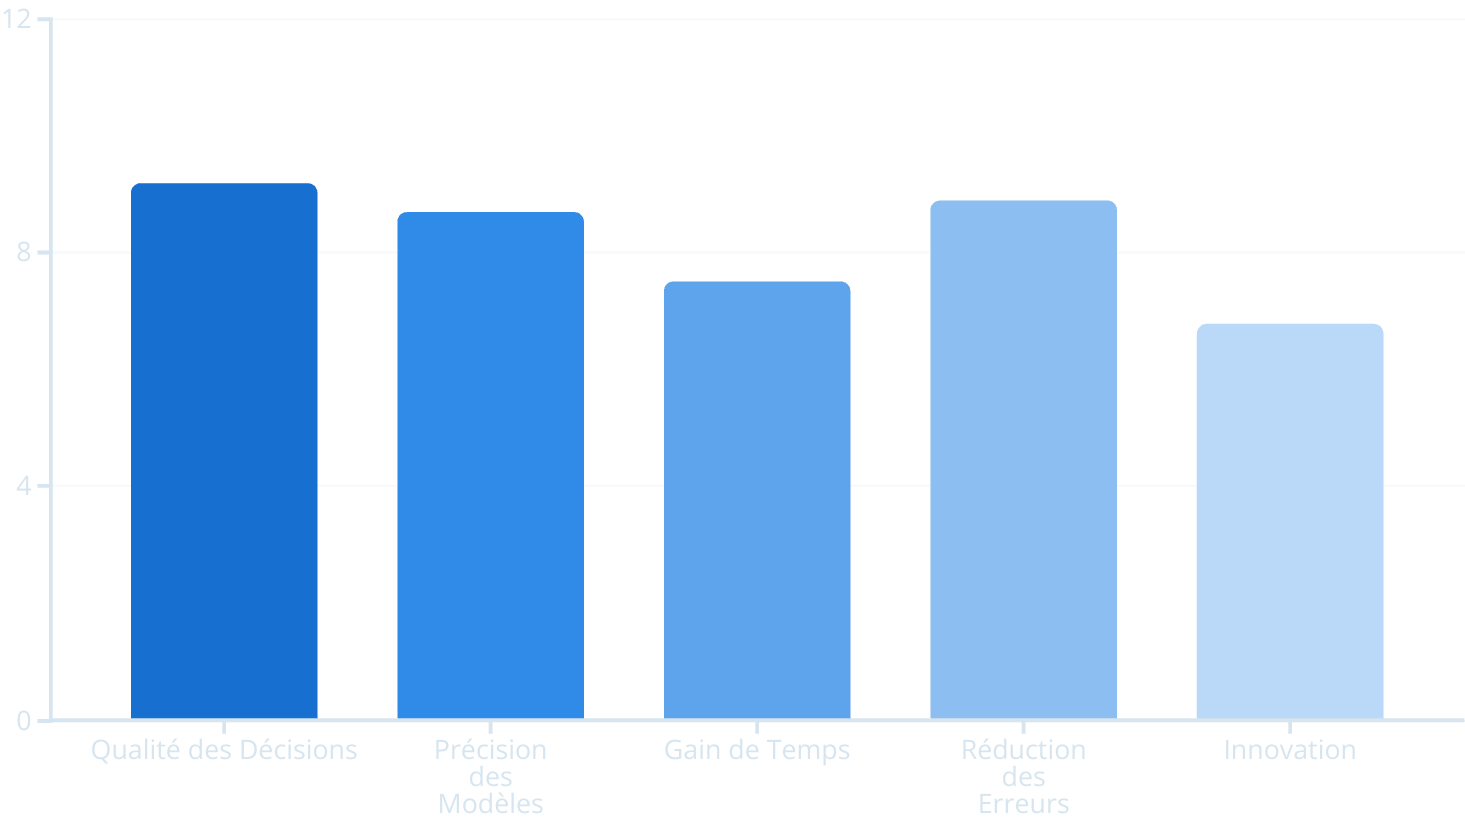 12
8
4
0
Qualité des Décisions
Précision
des
Modèles
Gain de Temps
Réduction
des
Erreurs
Innovation